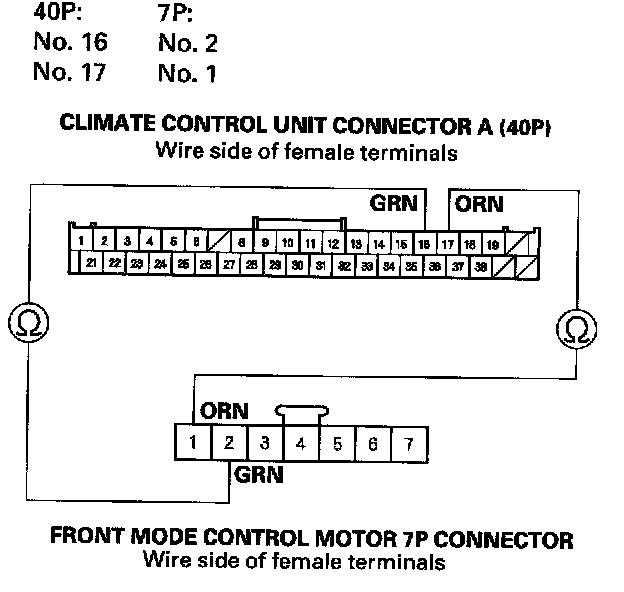 40P: 7P:
No. 16 No. 2
No. 17 No. 1
CLIMATE CONTROL UNIT CONNECTOR A (40P)
Wire side of female terminals
GRN ORN
1 2 3 4 5 6 8 9 10 11 12 13 14 15 16 17 18 19
21 22 23 24 25 26 27 28 29 30 31 32 33 34 35 36 37 38
Ω Ω
ORN
1 2 3 4 5 6 7
GRN
FRONT MODE CONTROL MOTOR 7P CONNECTOR
Wire side of female terminals